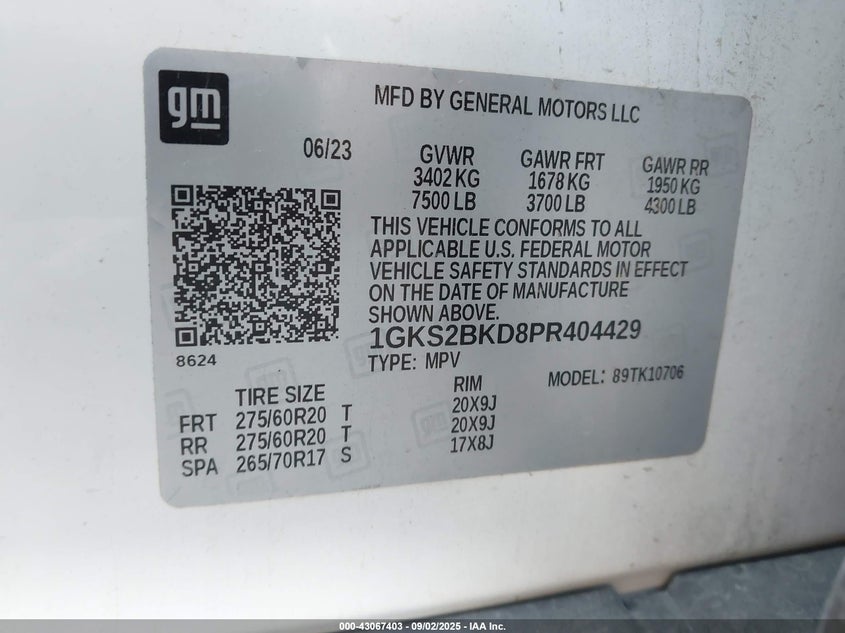 gm
MFD BY GENERAL MOTORS LLC
06/23
GVWR GAWR FRT GAWR RR
3402 KG 1678 KG 1950 KG
7500 LB 3700 LB 4300 LB
THIS VEHICLE CONFORMS TO ALL
APPLICABLE U.S. FEDERAL MOTOR
VEHICLE SAFETY STANDARDS IN EFFECT
ON THE DATE OF MANUFACTURE
SHOWN ABOVE.
1GKS2BKD8PR404429
8624
TYPE: MPV
MODEL: 89TK10706
TIRE SIZE RIM
FRT 275/60R20 T 20X9J
RR 275/60R20 T 20X9J
SPA 265/70R17 S 17X8J
000-43067403 - 09/02/2025 - IAA Inc.